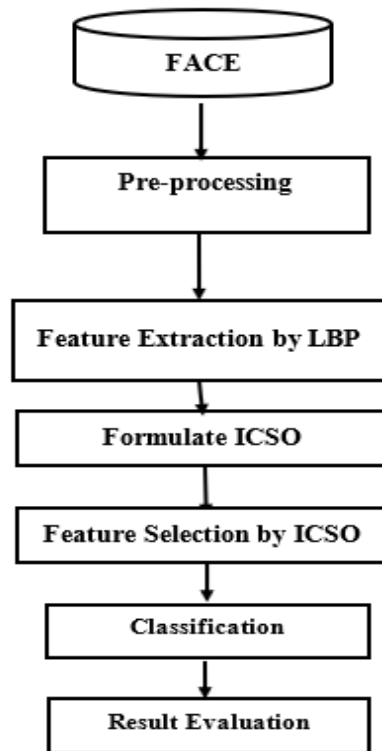 FACE
Pre-processing
Feature Extraction by LBP
Formulate ICSO
Feature Selection by ICSO
Classification
Result Evaluation